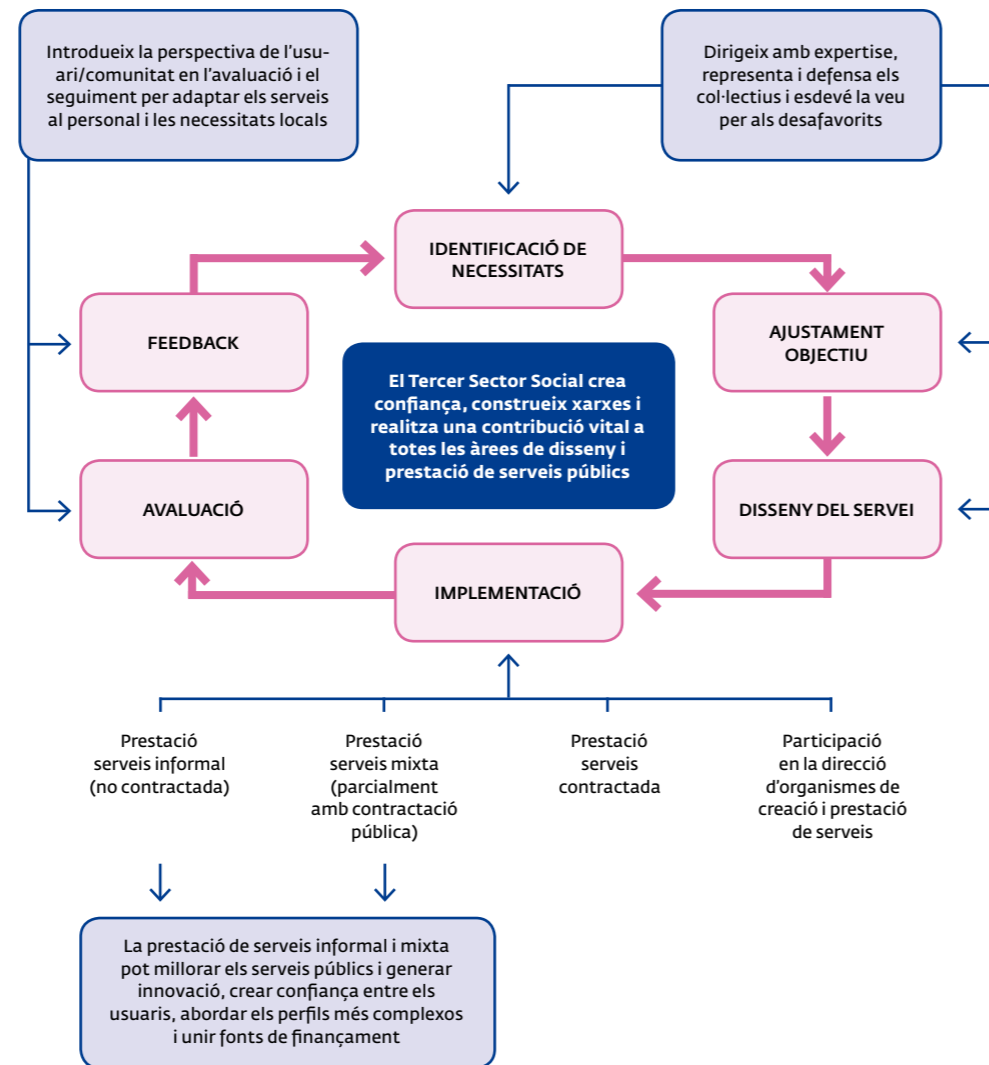 Introdueix la perspectiva de l'usu-
ari/comunitat en l'avaluació i el
seguiment per adaptar els serveis
al personal i les necessitats locals
Dirigeix amb expertise,
representa i defensa els
col·lectius i esdevé la veu
per als desafavorits
IDENTIFICACIÓ DE
NECESSITATS
FEEDBACK
AJUSTAMENT
OBJECTIU
El Tercer Sector Social crea
confiança, construeix xarxes i
realitza una contribució vital a
totes les àrees de disseny i
prestació de serveis públics
AVALUACIÓ
DISSENY DEL SERVEI
IMPLEMENTACIÓ
Prestació
serveis informal
(no contractada)
Prestació
serveis mixta
(parcialment
amb contractació
pública)
Prestació
serveis
contractada
Participació
en la direcció
d'organismes de
creació i prestació
de serveis
La prestació de serveis informal i mixta
pot millorar els serveis públics i generar
innovació, crear confiança entre els
usuaris, abordar els perfils més complexos
i unir fonts de finançament